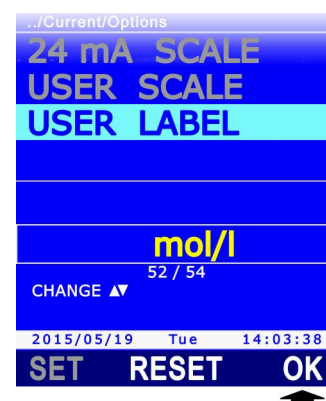 ../Current/Options
24 mA SCALE
USER SCALE
USER LABEL
mol/l
52 / 54
CHANGE ▲▼
2015/05/19 Tue 14:03:38
SET RESET OK